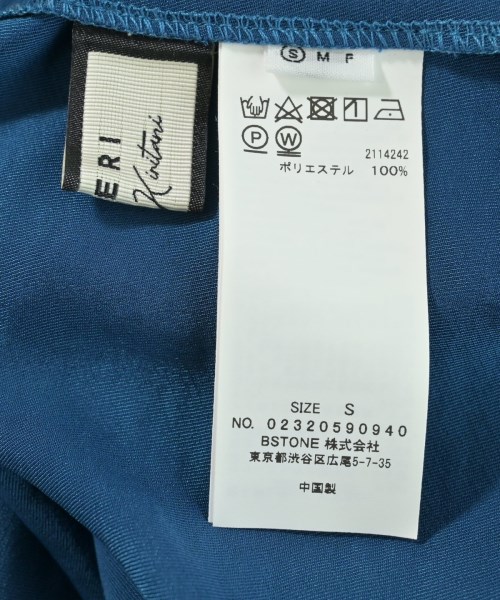 ERI
Kinitani
S M F
P W
2114242
ポリエステル 100%
SIZE S
NO. 02320590940
BSTONE 株式会社
東京都渋谷区広尾5-7-35
中国製